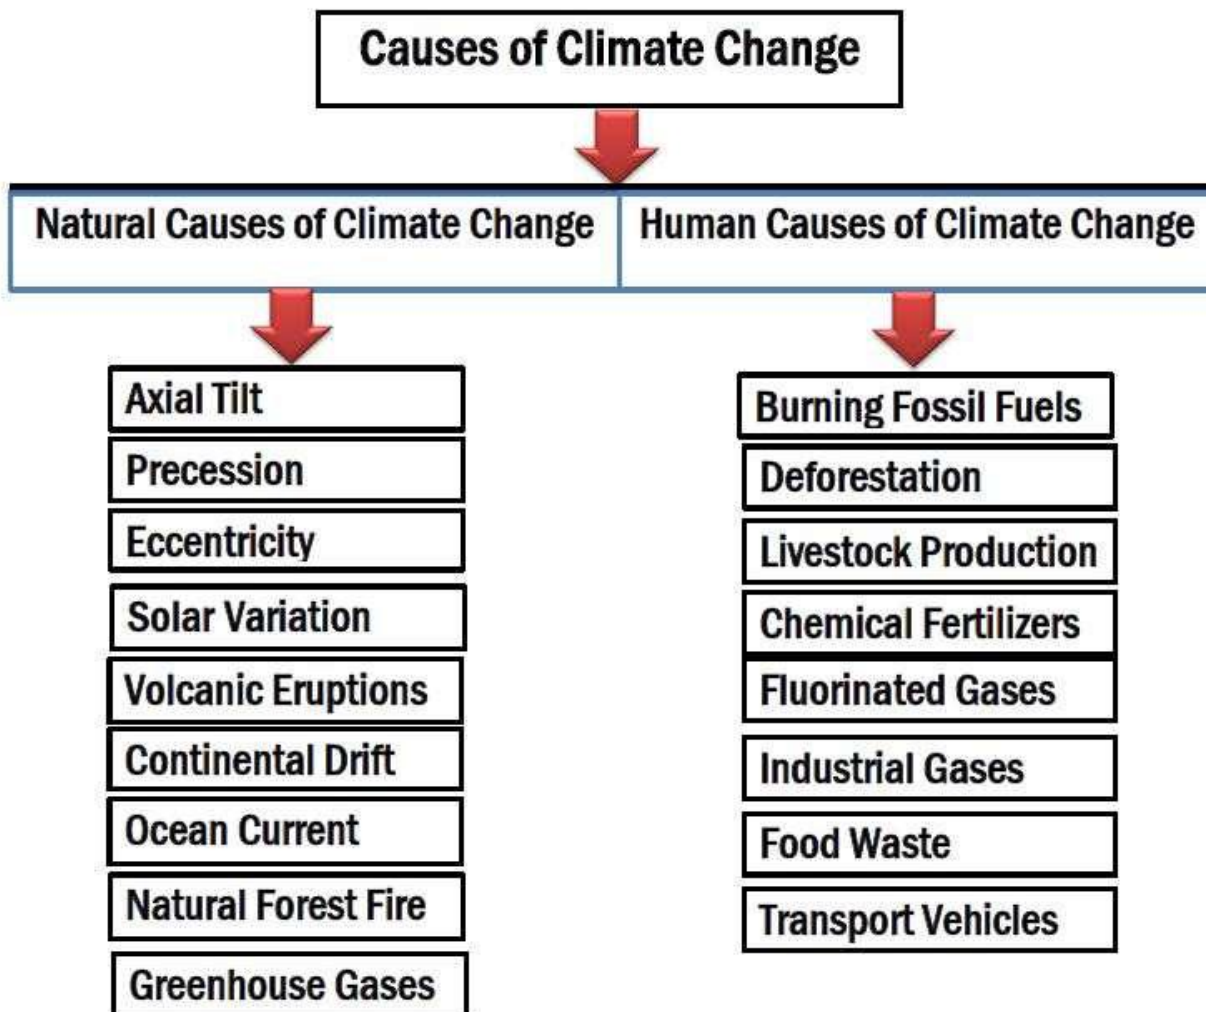 Causes of Climate Change
Natural Causes of Climate Change
Human Causes of Climate Change
Axial Tilt
Precession
Eccentricity
Solar Variation
Volcanic Eruptions
Continental Drift
Ocean Current
Natural Forest Fire
Greenhouse Gases
Burning Fossil Fuels
Deforestation
Livestock Production
Chemical Fertilizers
Fluorinated Gases
Industrial Gases
Food Waste
Transport Vehicles